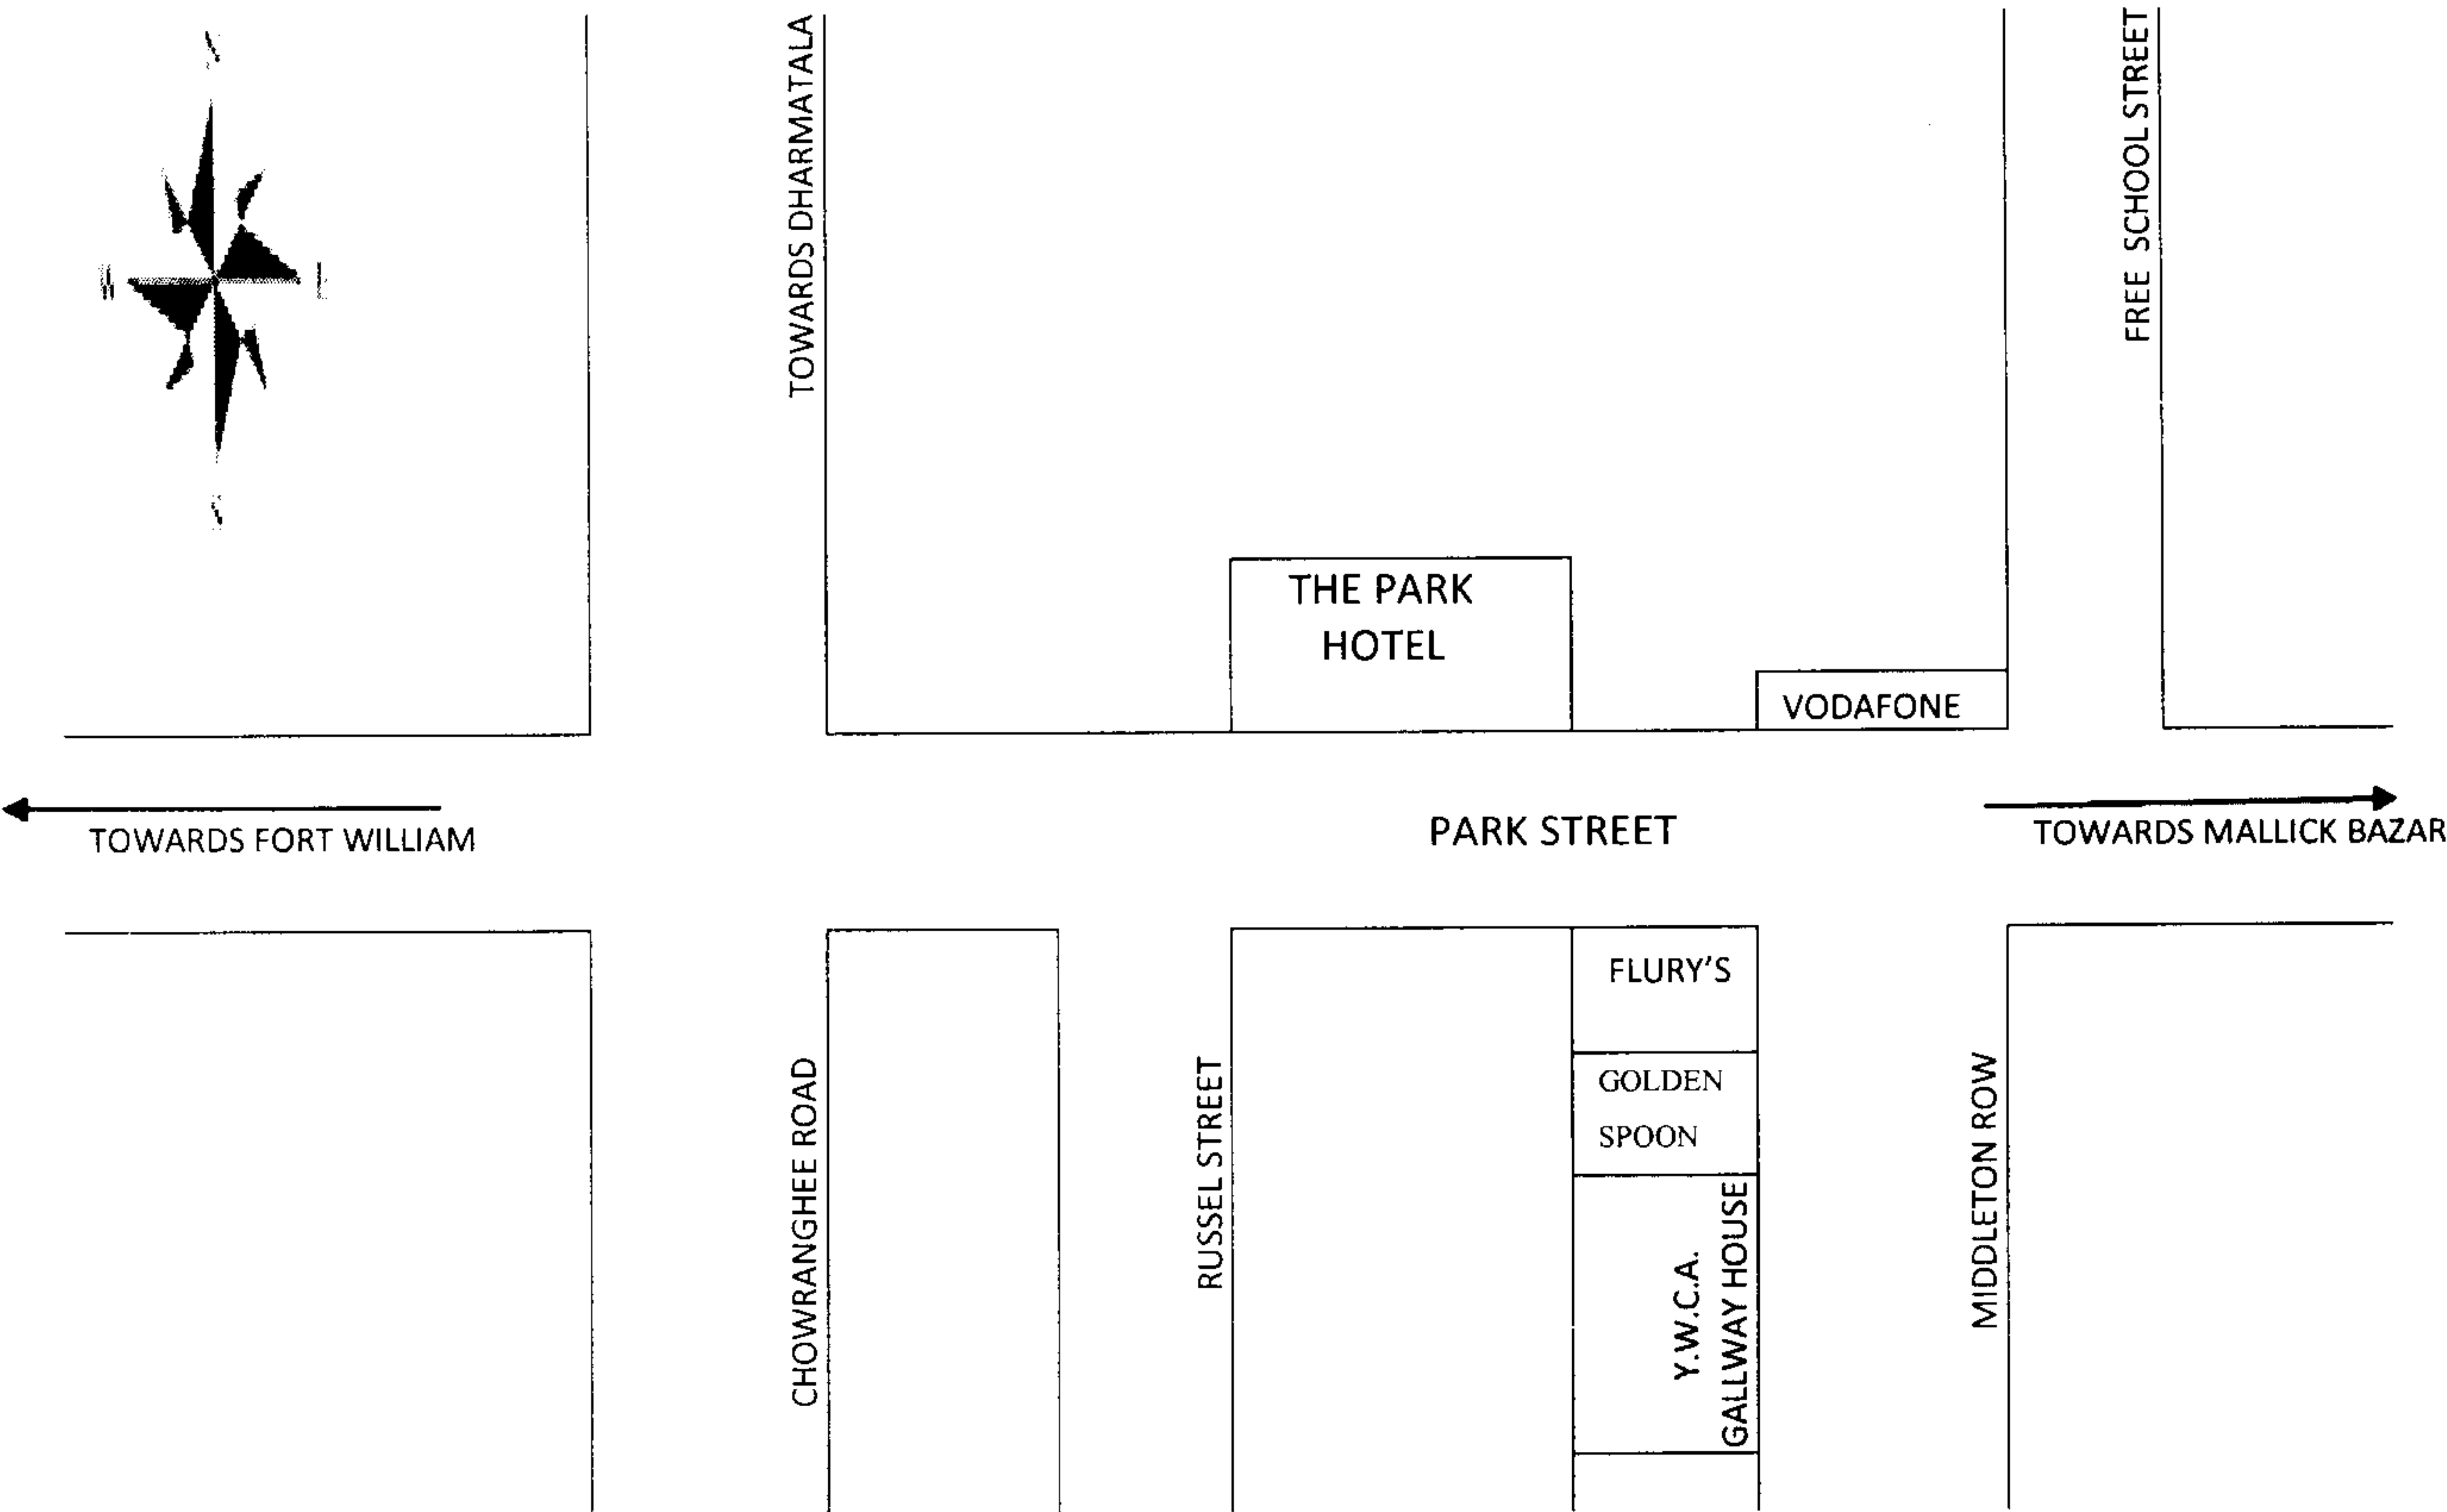 N
W
E
S
TOWARDS DHARMATALA
FREE SCHOOL STREET
THE PARK
HOTEL
VODAFONE
TOWARDS FORT WILLIAM
PARK STREET
TOWARDS MALLICK BAZAR
CHOWRANGHEE ROAD
RUSSEL STREET
FLURY'S
GOLDEN
SPOON
Y.W.C.A.
GALLWAY HOUSE
MIDDLETON ROW